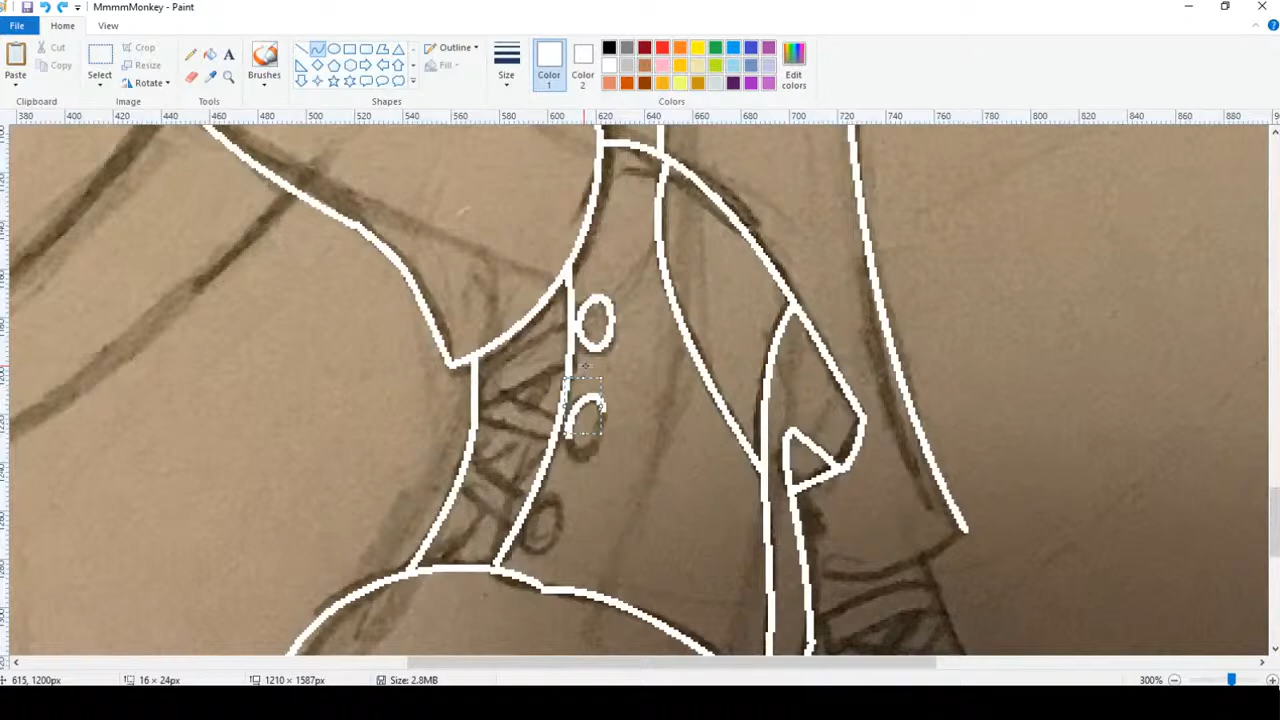 MmmmMonkey - Paint
File Home View
Paste Cut Copy Clipboard
Select Crop Resize Rotate Image
A Tools
Brushes
Shapes
Outline Fill
Size
Color 1 Color 2
Edit colors
Colors
380 400 420 440 460 480 500 520 540 560 580 600 620 640 660 680 700 720 740 760 780 800 820 840 860 880
615, 1200px 16 × 24px 1210 × 1587px Size: 2.8MB 300%